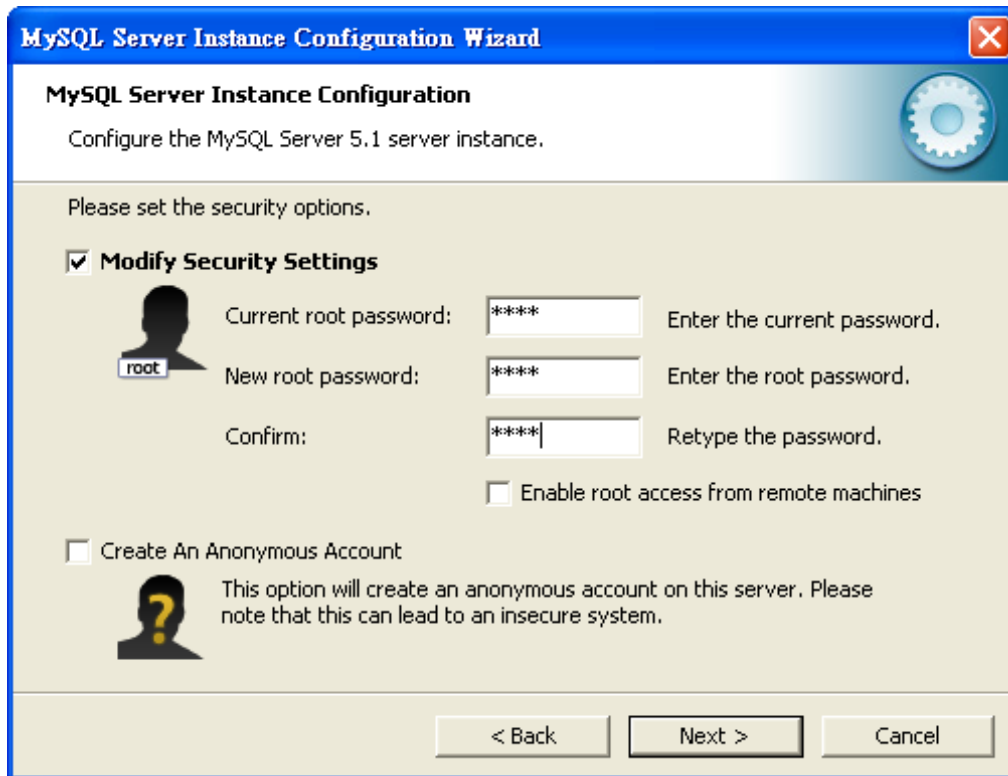 MySQL Server Instance Configuration Wizard
MySQL Server Instance Configuration
Configure the MySQL Server 5.1 server instance.
Please set the security options.
Modify Security Settings
root
Current root password: **** Enter the current password.
New root password: **** Enter the root password.
Confirm: **** Retype the password.
Enable root access from remote machines
Create An Anonymous Account
?
This option will create an anonymous account on this server. Please
note that this can lead to an insecure system.
< Back Next > Cancel